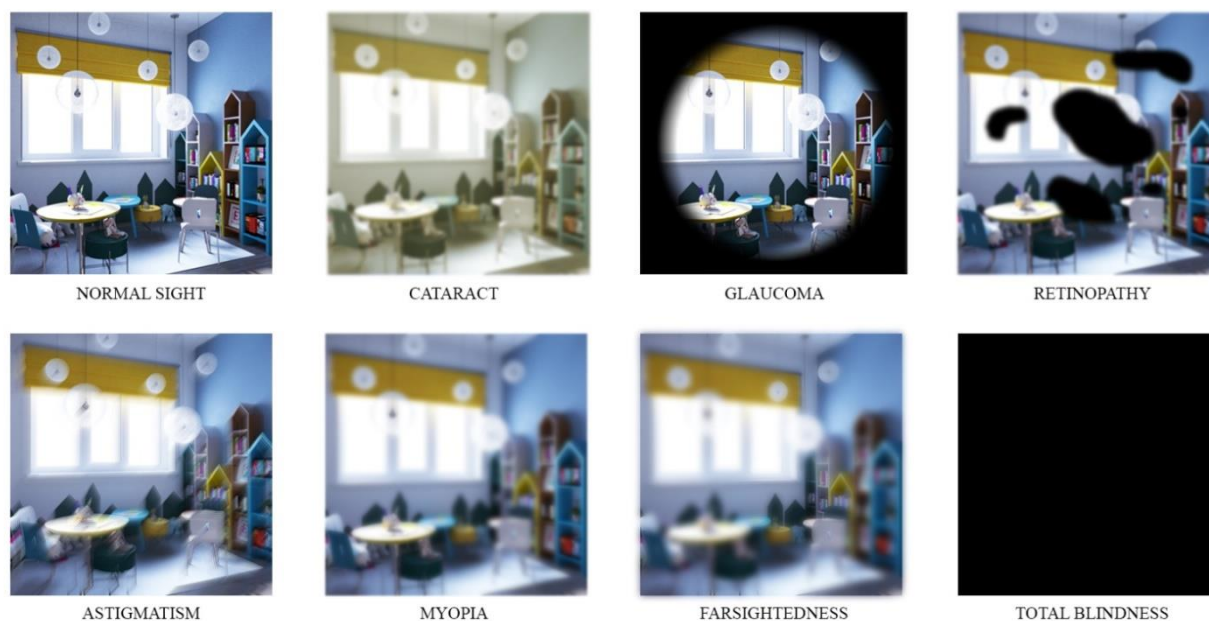 NORMAL SIGHT
CATARACT
GLAUCOMA
RETINOPATHY
ASTIGMATISM
MYOPIA
FARSIGHTEDNESS
TOTAL BLINDNESS